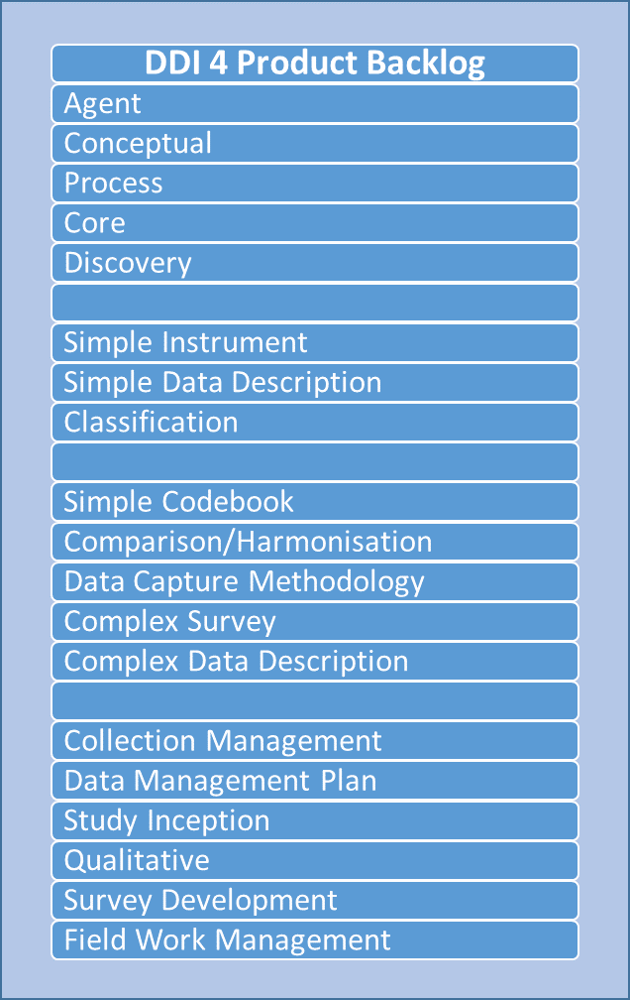 DDI 4 Product Backlog
Agent
Conceptual
Process
Core
Discovery
Simple Instrument
Simple Data Description
Classification
Simple Codebook
Comparison/Harmonisation
Data Capture Methodology
Complex Survey
Complex Data Description
Collection Management
Data Management Plan
Study Inception
Qualitative
Survey Development
Field Work Management